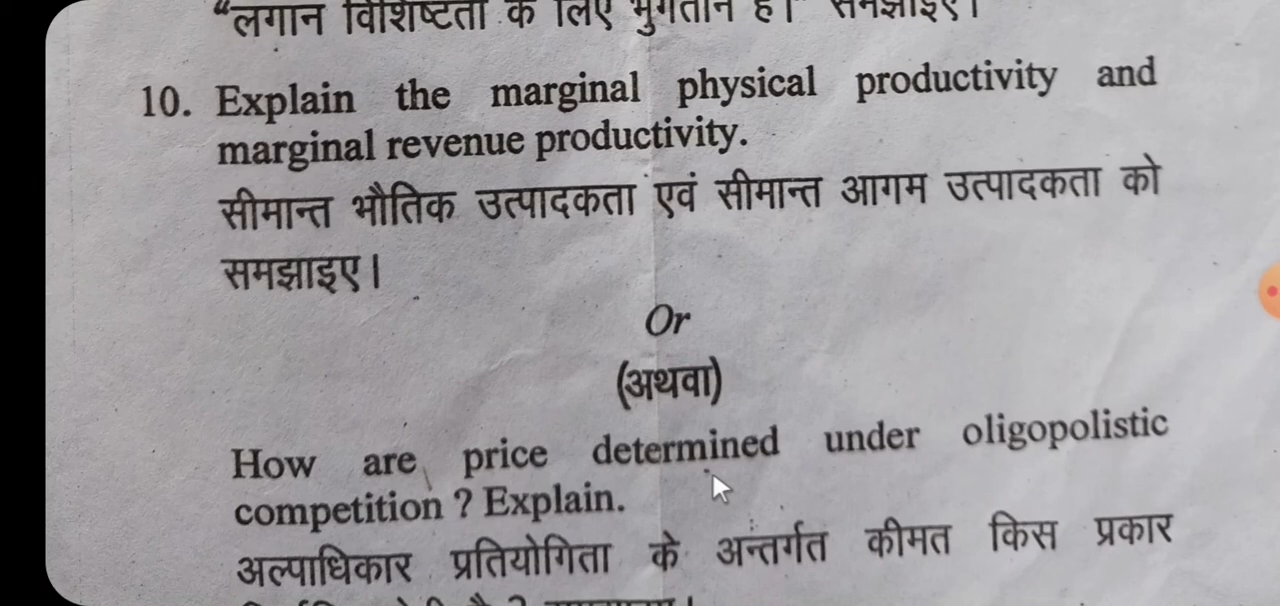 “लगान विशिष्टता के लिए भुगतान है।” समझाइए।
10. Explain the marginal physical productivity and
marginal revenue productivity.
सीमान्त भौतिक उत्पादकता एवं सीमान्त आगम उत्पादकता को
समझाइए।
Or
(अथवा)
How are price determined under oligopolistic
competition ? Explain.
अल्पाधिकार प्रतियोगिता के अन्तर्गत कीमत किस प्रकार